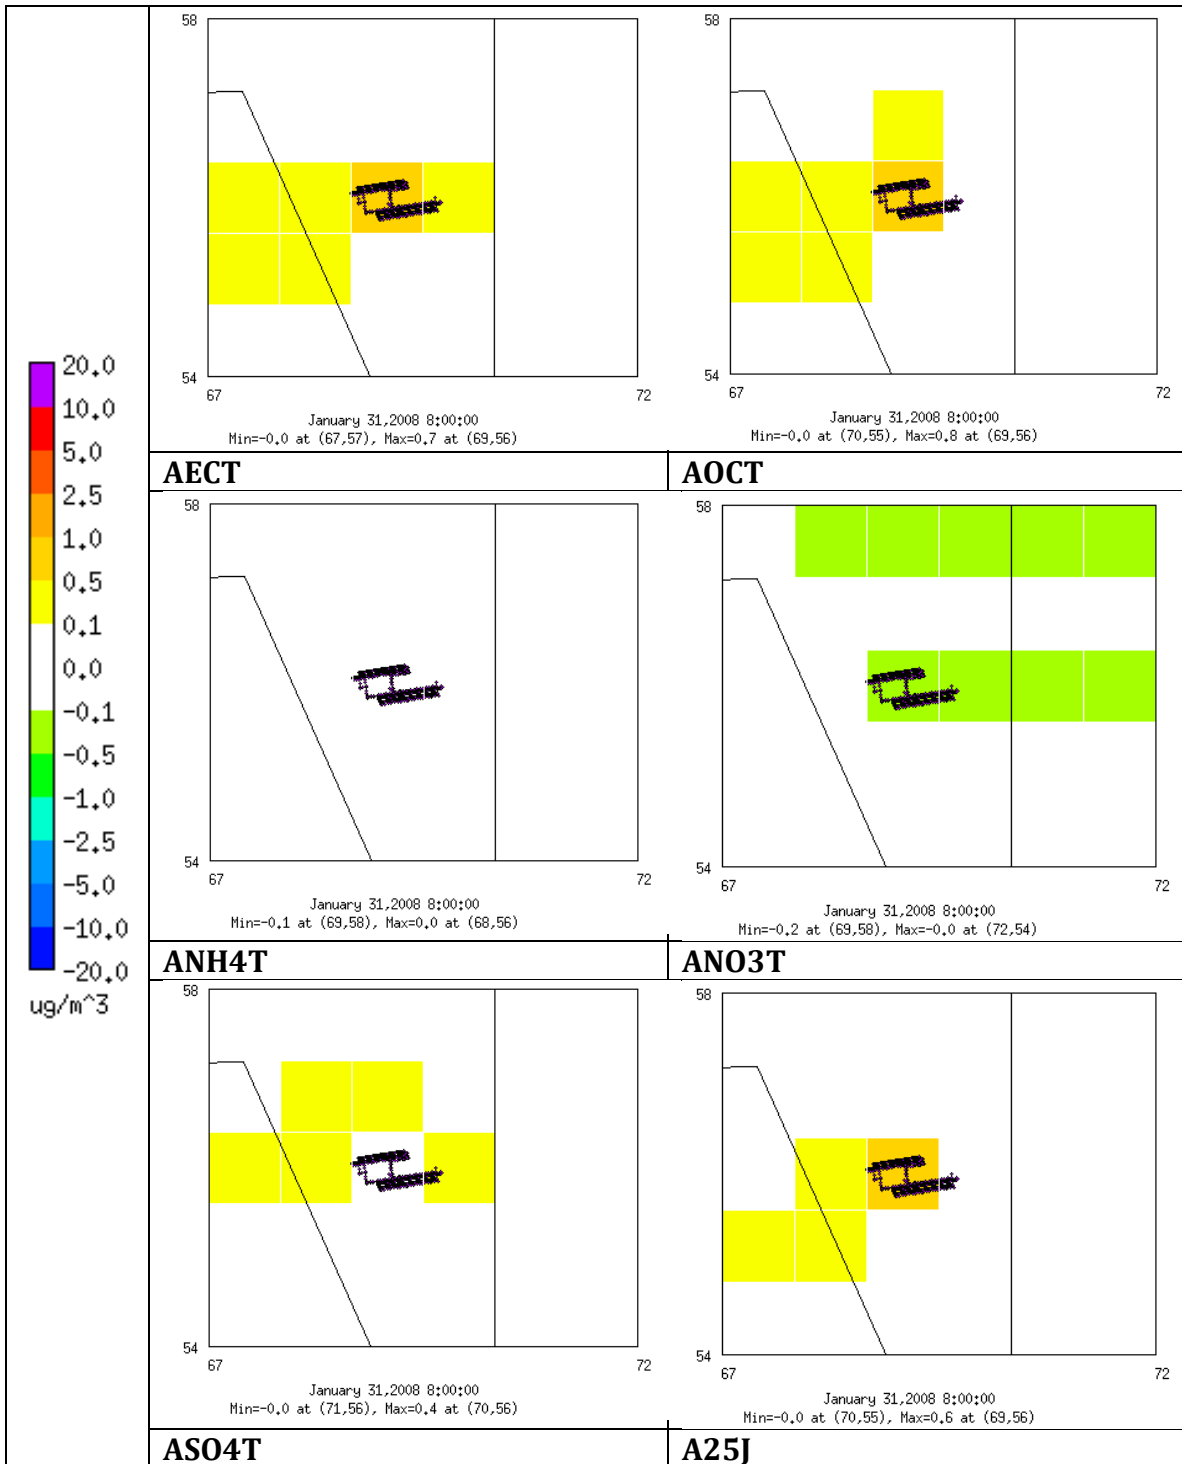 20.0
10.0
5.0
2.5
1.0
0.5
0.1
0.0
-0.1
-0.5
-1.0
-2.5
-5.0
-10.0
-20.0
ug/m^3
58
54
67
72
January 31,2008 8:00:00
Min=-0.0 at (67,57), Max=0.7 at (69,56)
AECT
58
54
67
72
January 31,2008 8:00:00
Min=-0.0 at (70,55), Max=0.8 at (69,56)
AOCT
58
54
67
72
January 31,2008 8:00:00
Min=-0.1 at (69,58), Max=0.0 at (68,56)
ANH4T
58
54
67
72
January 31,2008 8:00:00
Min=-0.2 at (69,58), Max=-0.0 at (72,54)
ANO3T
58
54
67
72
January 31,2008 8:00:00
Min=-0.0 at (71,56), Max=0.4 at (70,56)
ASO4T
58
54
67
72
January 31,2008 8:00:00
Min=-0.0 at (70,55), Max=0.6 at (69,56)
A25J